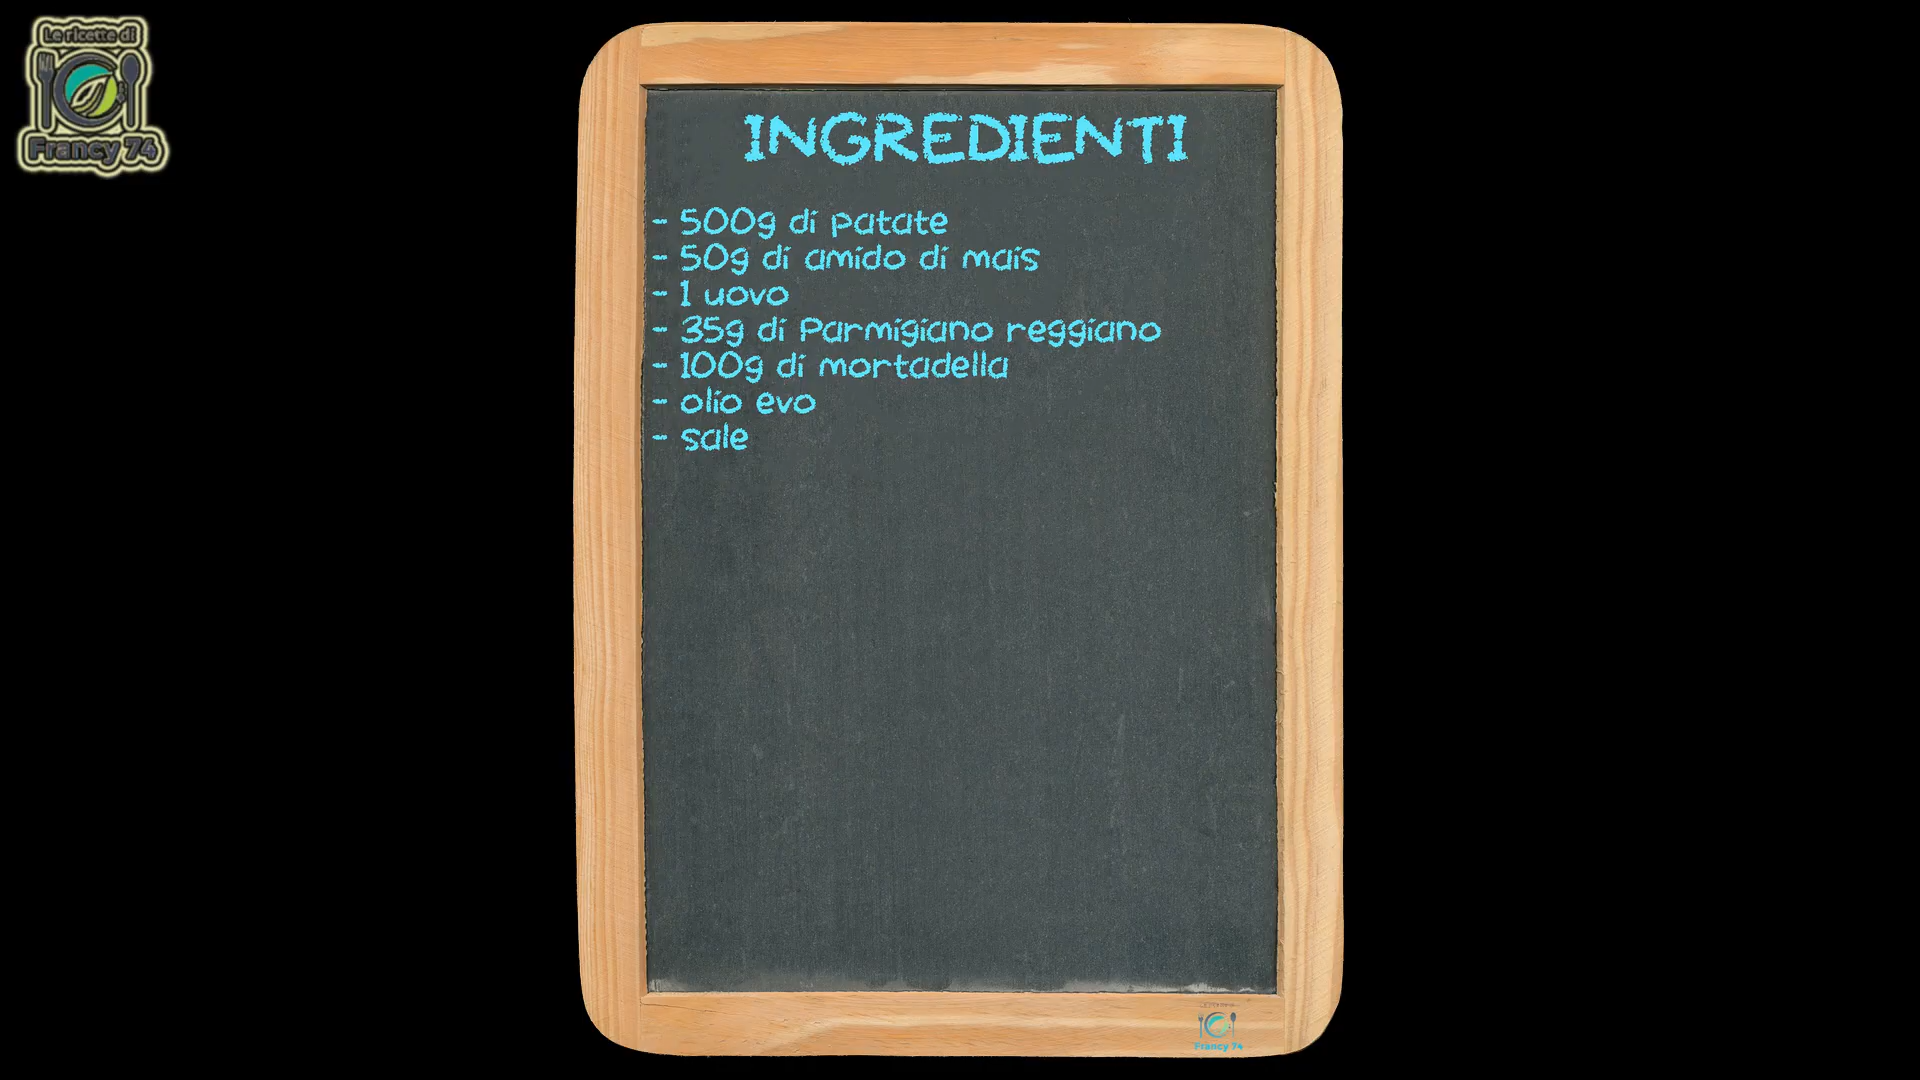 Le ricette di
Francy 74
INGREDIENTI
- 500g di patate
- 50g di amido di mais
- 1 uovo
- 35g di Parmigiano reggiano
- 100g di mortadella
- olio evo
- sale
Francy 74